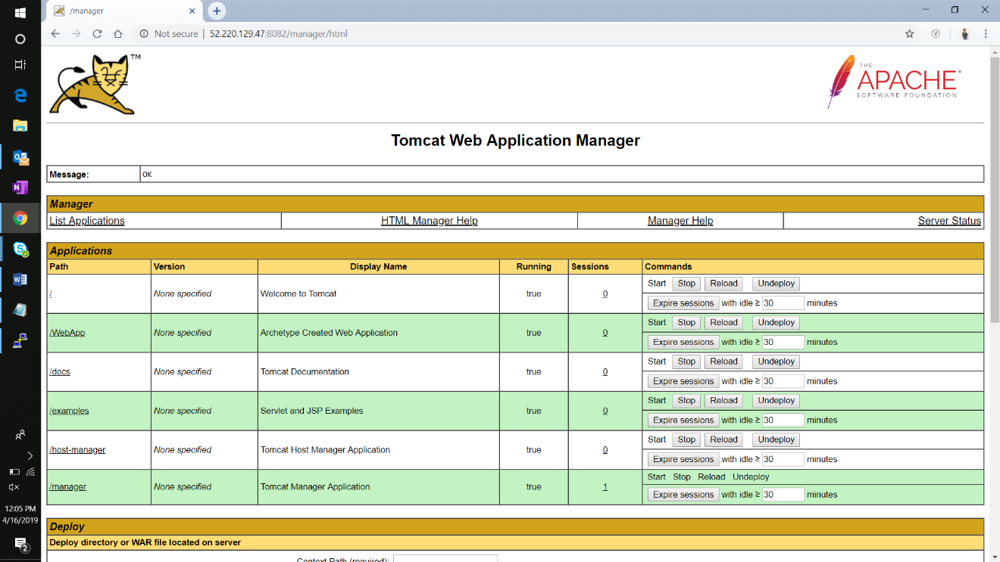 /manager
Not secure | 52.220.129.47:8082/manager/html
TM
THE
APACHE®
SOFTWARE FOUNDATION
Tomcat Web Application Manager
Message: OK
Manager
List Applications HTML Manager Help Manager Help Server Status
Applications
Path Version Display Name Running Sessions Commands
/ None specified Welcome to Tomcat true 0 Start Stop Reload Undeploy
Expire sessions with idle ≥ 30 minutes
/WebApp None specified Archetype Created Web Application true 0 Start Stop Reload Undeploy
Expire sessions with idle ≥ 30 minutes
/docs None specified Tomcat Documentation true 0 Start Stop Reload Undeploy
Expire sessions with idle ≥ 30 minutes
/examples None specified Servlet and JSP Examples true 0 Start Stop Reload Undeploy
Expire sessions with idle ≥ 30 minutes
/host-manager None specified Tomcat Host Manager Application true 0 Start Stop Reload Undeploy
Expire sessions with idle ≥ 30 minutes
/manager None specified Tomcat Manager Application true 1 Start Stop Reload Undeploy
Expire sessions with idle ≥ 30 minutes
Deploy
Deploy directory or WAR file located on server
Context Path (required):
12:05 PM
4/16/2019
2